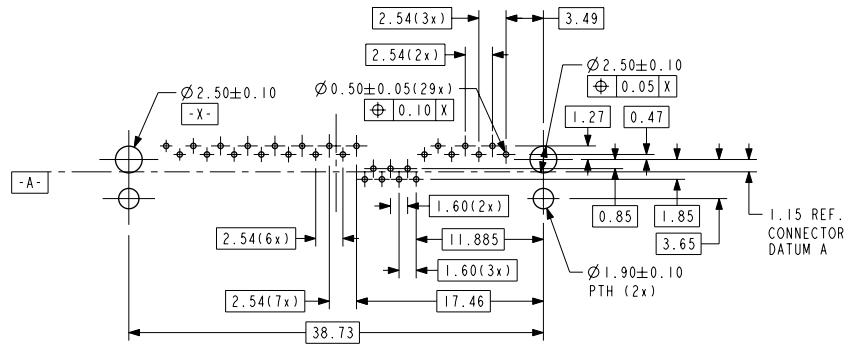 2.54(3x)
3.49
2.54(2x)
Ø2.50±0.10
-X-
Ø0.50±0.05(29x)
⌖ 0.10 X
Ø2.50±0.10
⌖ 0.05 X
1.27
0.47
-A-
1.60(2x)
0.85
1.85
1.15 REF.
CONNECTOR
DATUM A
2.54(6x)
11.885
3.65
1.60(3x)
Ø1.90±0.10
PTH (2x)
2.54(7x)
17.46
38.73